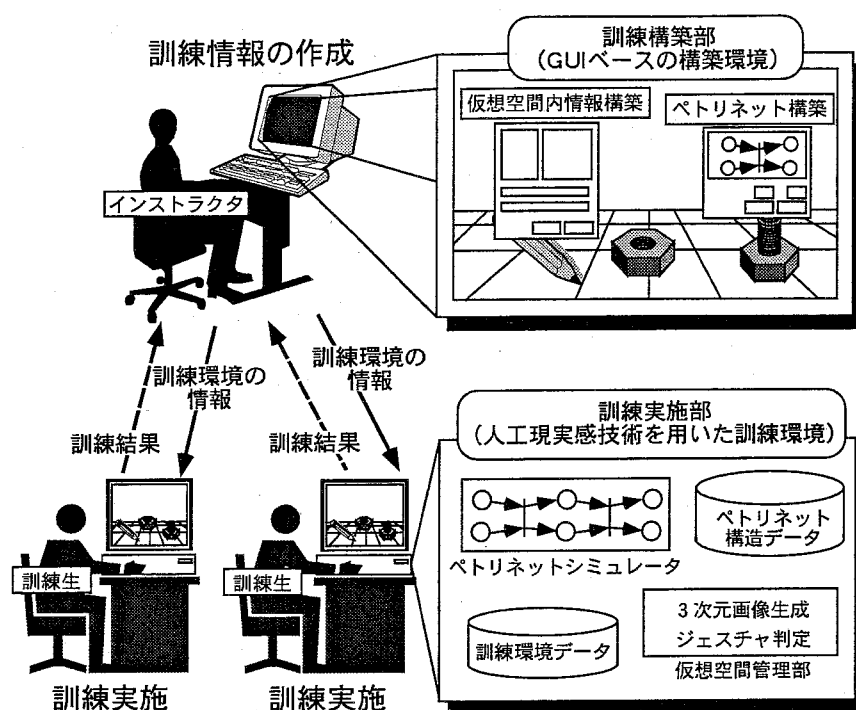 訓練情報の作成
訓練構築部
(GUIベースの構築環境)
仮想空間内情報構築
ペトリネット構築
インストラクタ
訓練環境の
情報
訓練環境の
情報
訓練結果
訓練結果
訓練生
訓練生
訓練実施
訓練実施
訓練実施部
(人工現実感技術を用いた訓練環境)
ペトリネットシミュレータ
ペトリネット
構造データ
訓練環境データ
3次元画像生成
ジェスチャ判定
仮想空間管理部